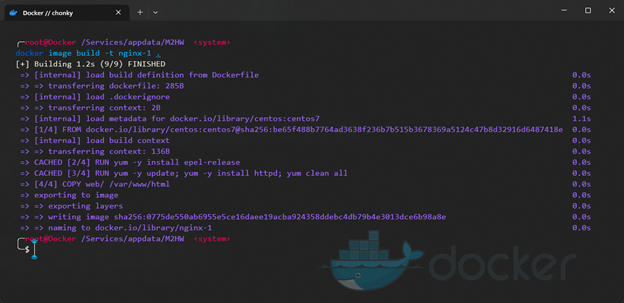 Docker // chonky
root@Docker /Services/appdata/M2HW <system>
docker image build -t nginx-1 .
[+] Building 1.2s (9/9) FINISHED
=> [internal] load build definition from Dockerfile 0.0s
=> => transferring dockerfile: 285B 0.0s
=> [internal] load .dockerignore 0.0s
=> => transferring context: 2B 0.0s
=> [internal] load metadata for docker.io/library/centos:centos7 1.1s
=> [1/4] FROM docker.io/library/centos:centos7@sha256:be65f488b7764ad3638f236b7b515b3678369a5124c47b8d32916d6487418e 0.0s
=> [internal] load build context 0.0s
=> => transferring context: 136B 0.0s
=> CACHED [2/4] RUN yum -y install epel-release 0.0s
=> CACHED [3/4] RUN yum -y update; yum -y install httpd; yum clean all 0.0s
=> [4/4] COPY web/ /var/www/html 0.0s
=> exporting to image 0.0s
=> => exporting layers 0.0s
=> => writing image sha256:0775de550ab6955e5ce16daee19acba924358ddebc4db79b4e3013dce6b98a8e 0.0s
=> => naming to docker.io/library/nginx-1 0.0s
root@Docker /Services/appdata/M2HW <system>
$
docker